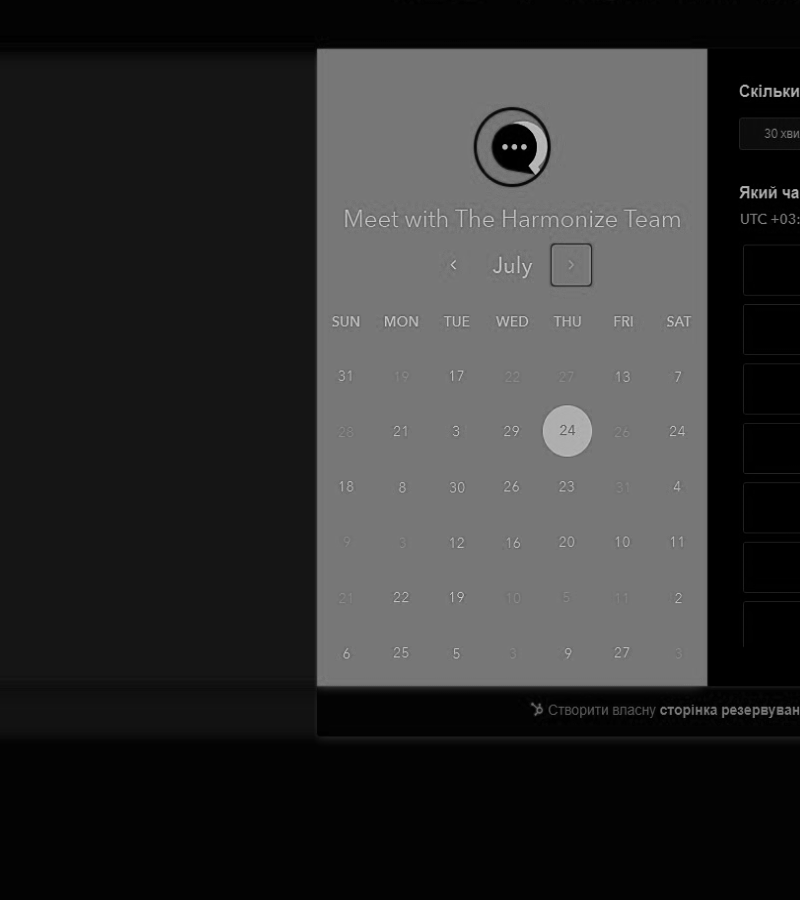 Скільки
30 хви
Meet with The Harmonize Team
Який ча
UTC +03:
July
SUN MON TUE WED THU FRI SAT
31 19 17 22 27 13 7
28 21 3 29 24 26 24
18 8 30 26 23 31 4
9 3 12 16 20 10 11
21 22 19 10 5 11 2
6 25 5 3 9 27 3
Створити власну сторінка резервуван